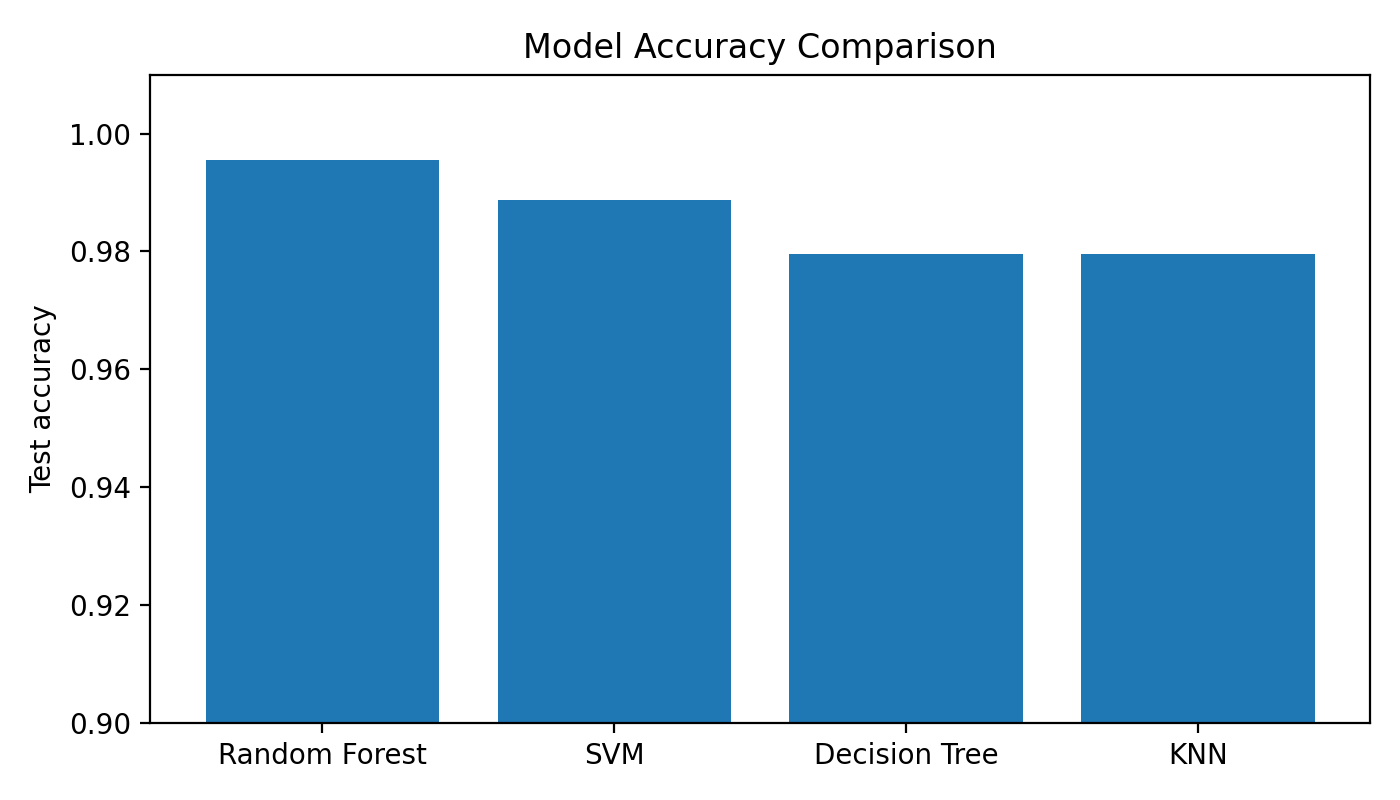 Model Accuracy Comparison
Test accuracy
1.00
0.98
0.96
0.94
0.92
0.90
Random Forest SVM Decision Tree KNN